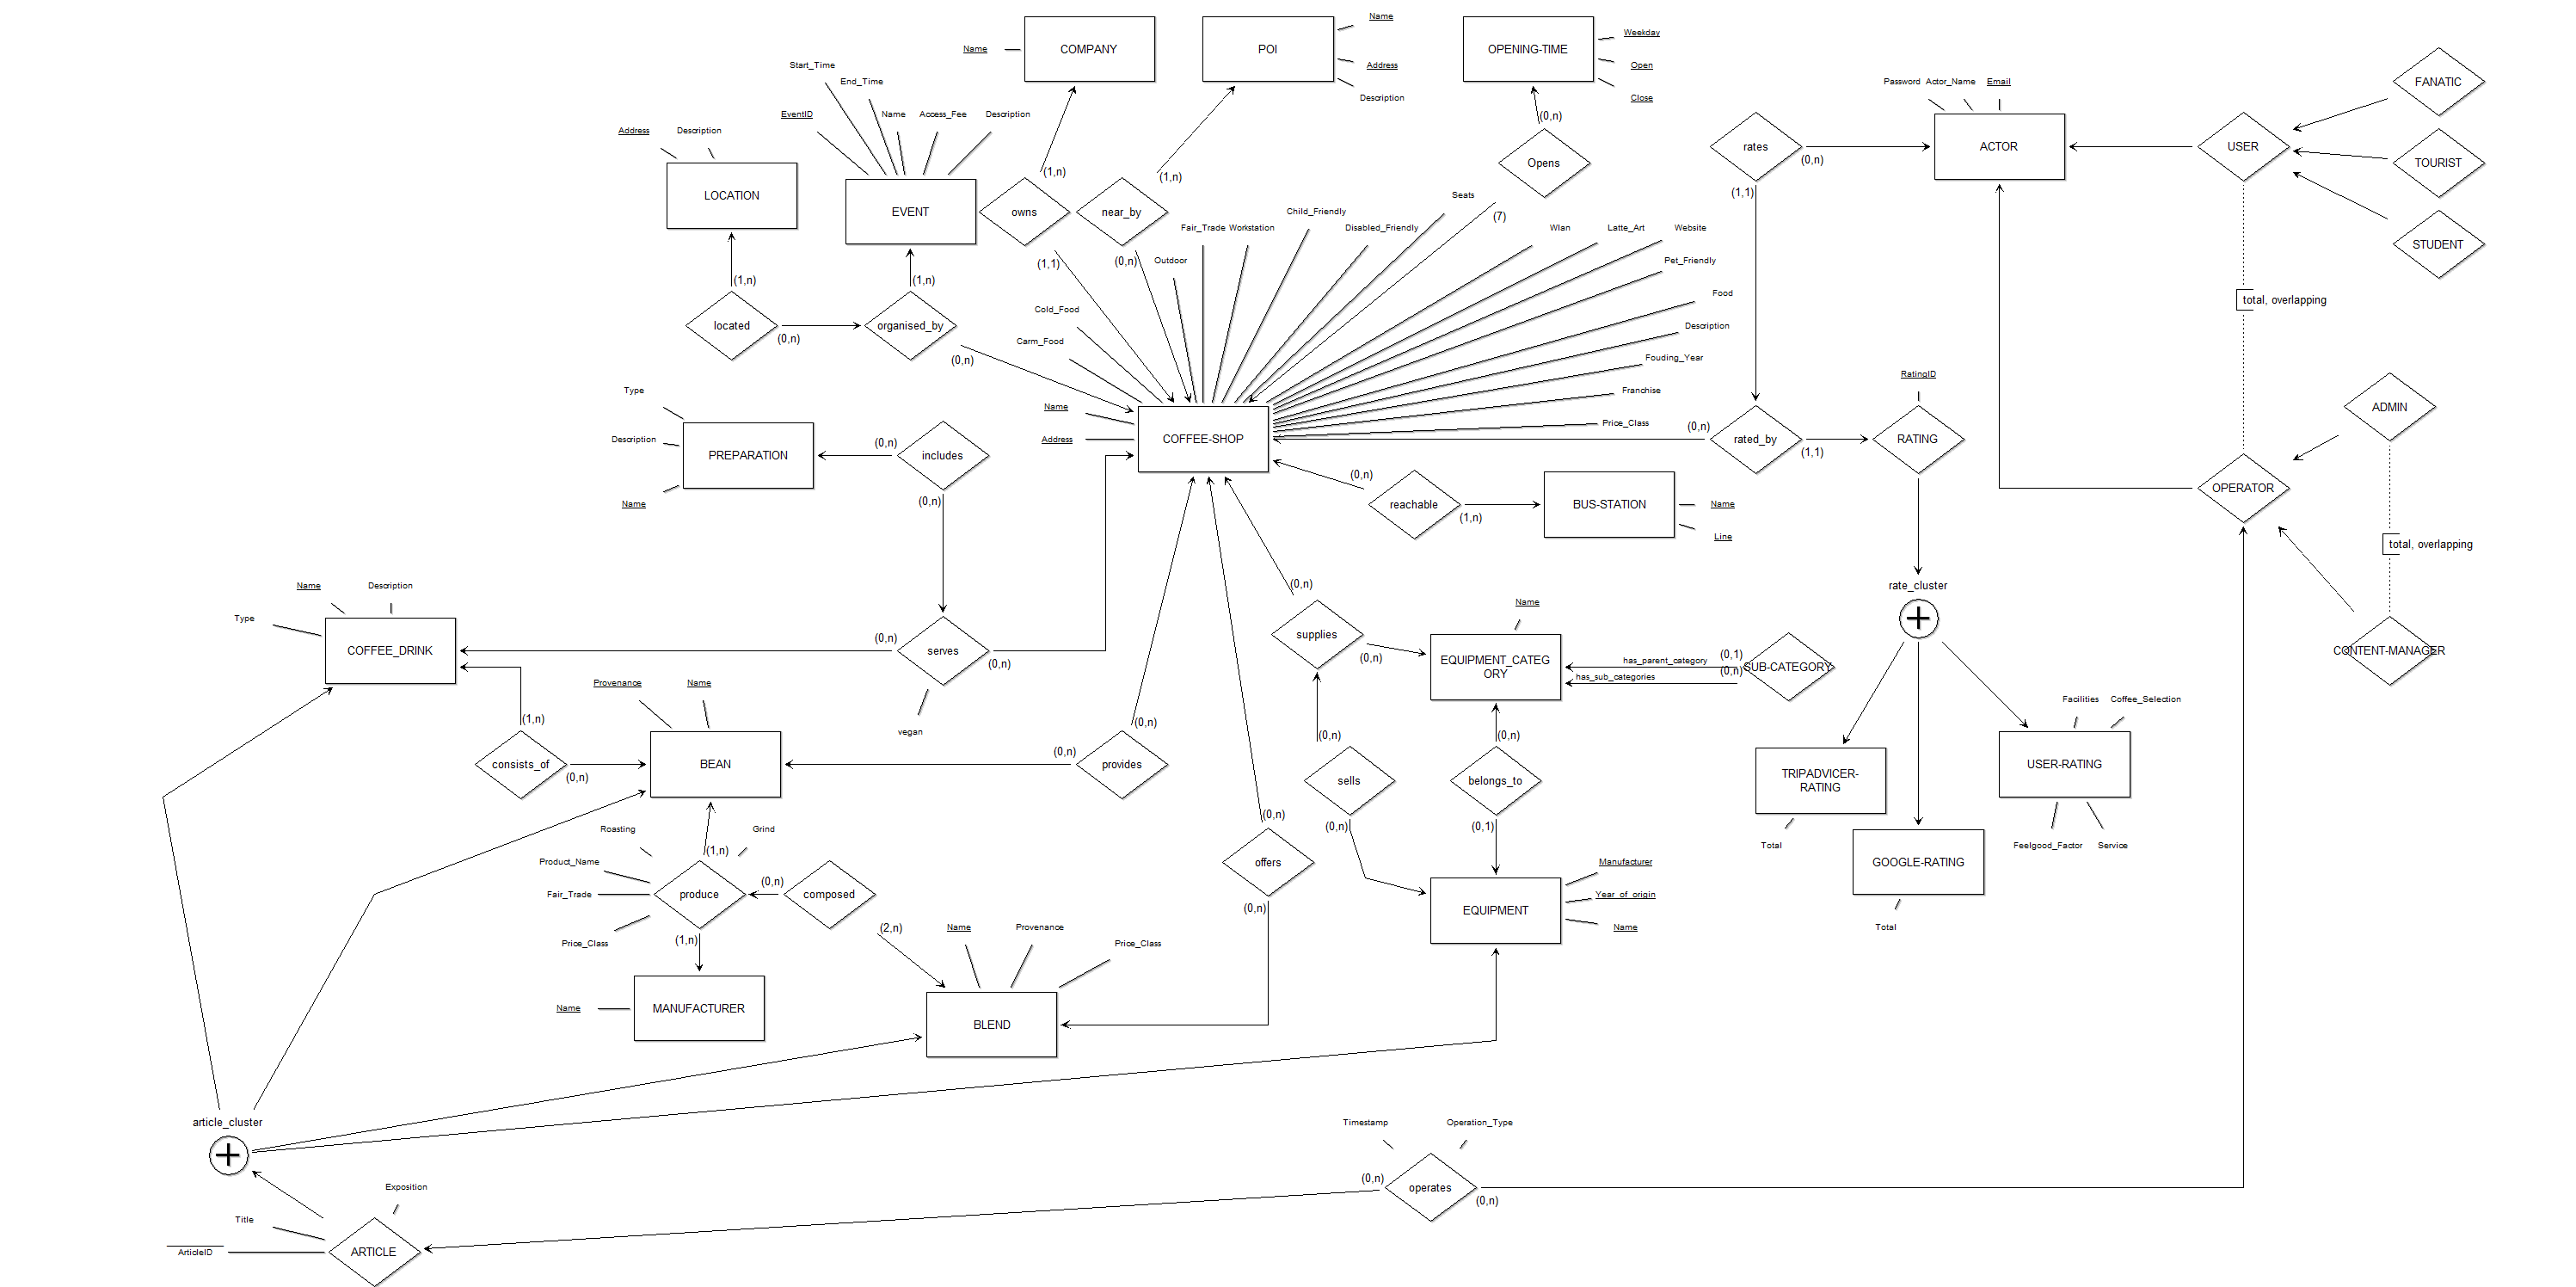 Name
COMPANY
POI
Name
Address
Description
OPENING-TIME
Weekday
Open
Close
Start_Time
End_Time
EventID
Name
Access_Fee
Description
Address
Description
LOCATION
EVENT
owns
(1,n)
(1,1)
near_by
(1,n)
(0,n)
(0,n)
Opens
(7)
rates
(0,n)
(1,1)
Password
Actor_Name
Email
ACTOR
USER
FANATIC
TOURIST
STUDENT
total, overlapping
located
(1,n)
(0,n)
organised_by
(1,n)
(0,n)
Cold_Food
Carm_Food
Outdoor
Fair_Trade
Workstation
Child_Friendly
Disabled_Friendly
Seats
Wlan
Latte_Art
Website
Pet_Friendly
Food
Description
Fouding_Year
Franchise
Price_Class
Name
Address
COFFEE-SHOP
(0,n)
rated_by
(1,1)
RatingID
RATING
ADMIN
OPERATOR
total, overlapping
CONTENT-MANAGER
Type
Description
Name
PREPARATION
(0,n)
includes
(0,n)
(0,n)
reachable
(1,n)
BUS-STATION
Name
Line
rate_cluster
Name
Description
Type
COFFEE_DRINK
(0,n)
serves
(0,n)
vegan
(0,n)
supplies
(0,n)
Name
EQUIPMENT_CATEG
ORY
has_parent_category
has_sub_categories
(0,1)
(0,n)
SUB-CATEGORY
Provenance
Name
BEAN
(1,n)
consists_of
(0,n)
(0,n)
(0,n)
provides
(0,n)
sells
(0,n)
(0,n)
belongs_to
(0,1)
TRIPADVICER-
RATING
Total
GOOGLE-RATING
Total
Facilities
Coffee_Selection
USER-RATING
Feelgood_Factor
Service
Roasting
Grind
Product_Name
Fair_Trade
Price_Class
(1,n)
produce
(1,n)
(0,n)
composed
(2,n)
(0,n)
offers
(0,n)
Manufacturer
Year_of_origin
Name
EQUIPMENT
Name
MANUFACTURER
Name
Provenance
Price_Class
BLEND
article_cluster
Timestamp
Operation_Type
(0,n)
operates
(0,n)
Exposition
Title
ArticleID
ARTICLE